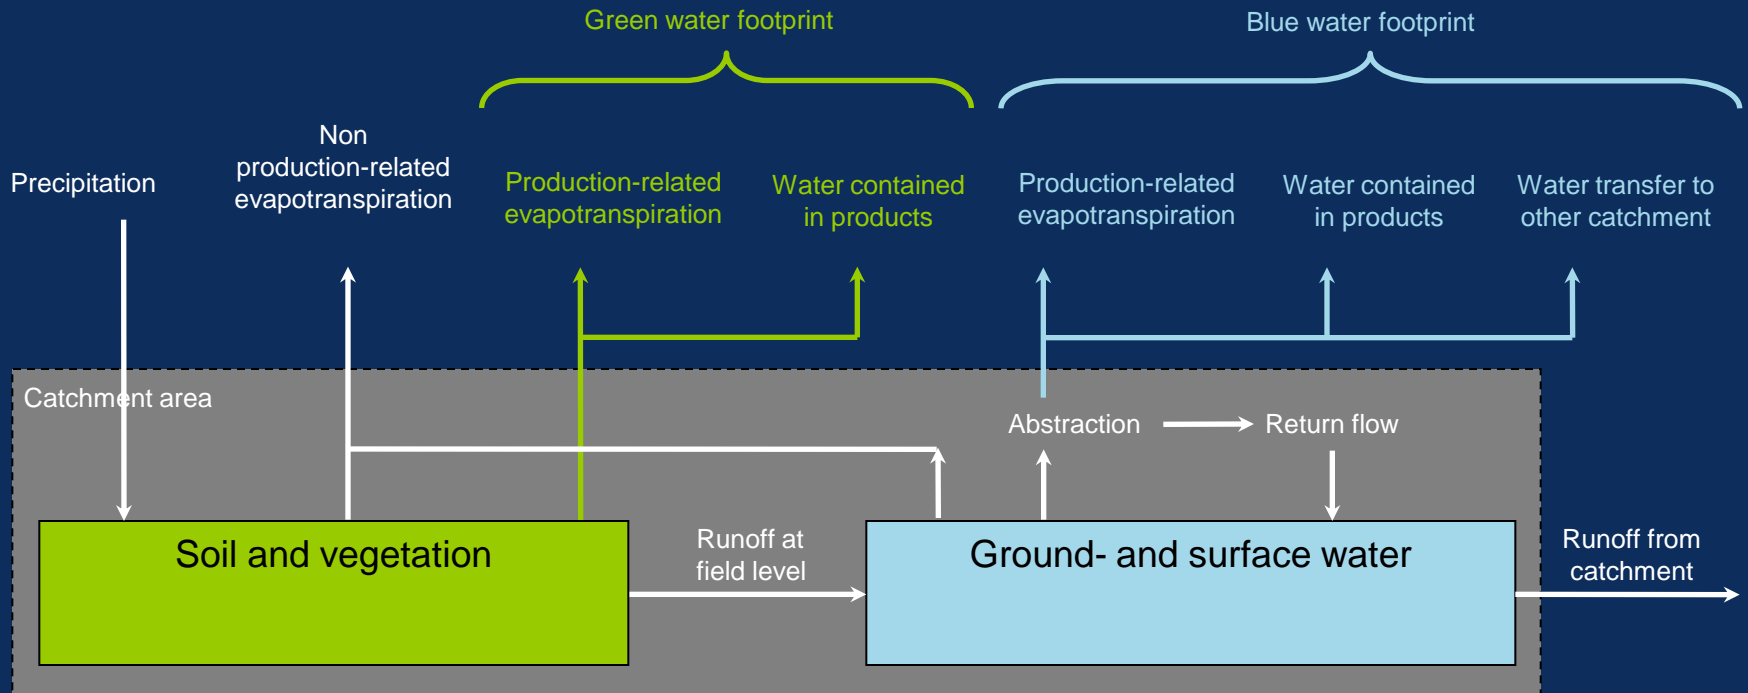 Green water footprint
Blue water footprint
Precipitation
Non
production-related
evapotranspiration
Production-related
evapotranspiration
Water contained
in products
Production-related
evapotranspiration
Water contained
in products
Water transfer to
other catchment
Catchment area
Abstraction
Return flow
Soil and vegetation
Runoff at
field level
Ground- and surface water
Runoff from
catchment